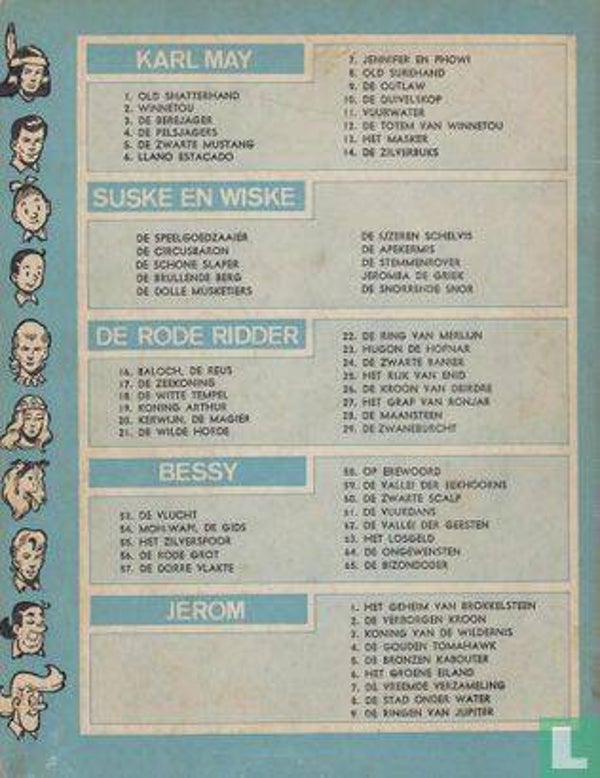 KARL MAY
1. OLD SHATTERHAND
2. WINNETOU
3. DE BEREJAGER
4. DE PELSJAGERS
5. DE ZWARTE MUSTANG
6. LLANO ESTACADO
7. JENNIFER EN PHOWI
8. OLD SUREHAND
9. DE OUTLAW
10. DE DUIVELSKOP
11. VUURWATER
12. DE TOTEM VAN WINNETOU
13. HET MASKER
14. DE ZILVERBUKS
SUSKE EN WISKE
DE SPEELGOEDZAAIER
DE CIRCUSBARON
DE SCHONE SLAPER
DE BRULLENDE BERG
DE DOLLE MUSKETIERS
DE IJZEREN SCHELVIS
DE APEKERMIS
DE STEMMENROVER
JEROMBA DE GRIEK
DE SNORRENDE SNOR
DE RODE RIDDER
16. BALOCH, DE REUS
17. DE ZEEKONING
18. DE WITTE TEMPEL
19. KONING ARTHUR
20. KERWIJN, DE MAGIER
21. DE WILDE HORDE
22. DE RING VAN MERLIJN
23. HUGON DE HOFNAR
24. DE ZWARTE BANIER
25. HET RIJK VAN ENID
26. DE KROON VAN DEIRDRE
27. HET GRAF VAN RONJAR
28. DE MAANSTEEN
29. DE ZWANEBURCHT
BESSY
53. DE VLUCHT
54. MOH-WAPI, DE GIDS
55. HET ZILVERSPOOR
56. DE RODE GROT
57. DE DORRE VLAKTE
58. OP EREWOORD
59. DE VALLEI DER EEKHOORNS
60. DE ZWARTE SCALP
61. DE VUURDANS
62. DE VALLEI DER GEESTEN
63. HET LOSGELD
64. DE ONGEWENSTEN
65. DE BIZONDODER
JEROM
1. HET GEHEIM VAN BROKKELSTEEN
2. DE VERBORGEN KROON
3. KONING VAN DE WILDERNIS
4. DE GOUDEN TOMAHAWK
5. DE BRONZEN KABOUTER
6. HET GROENE EILAND
7. DE VREEMDE VERZAMELING
8. DE STAD ONDER WATER
9. DE RINGEN VAN JUPITER
L